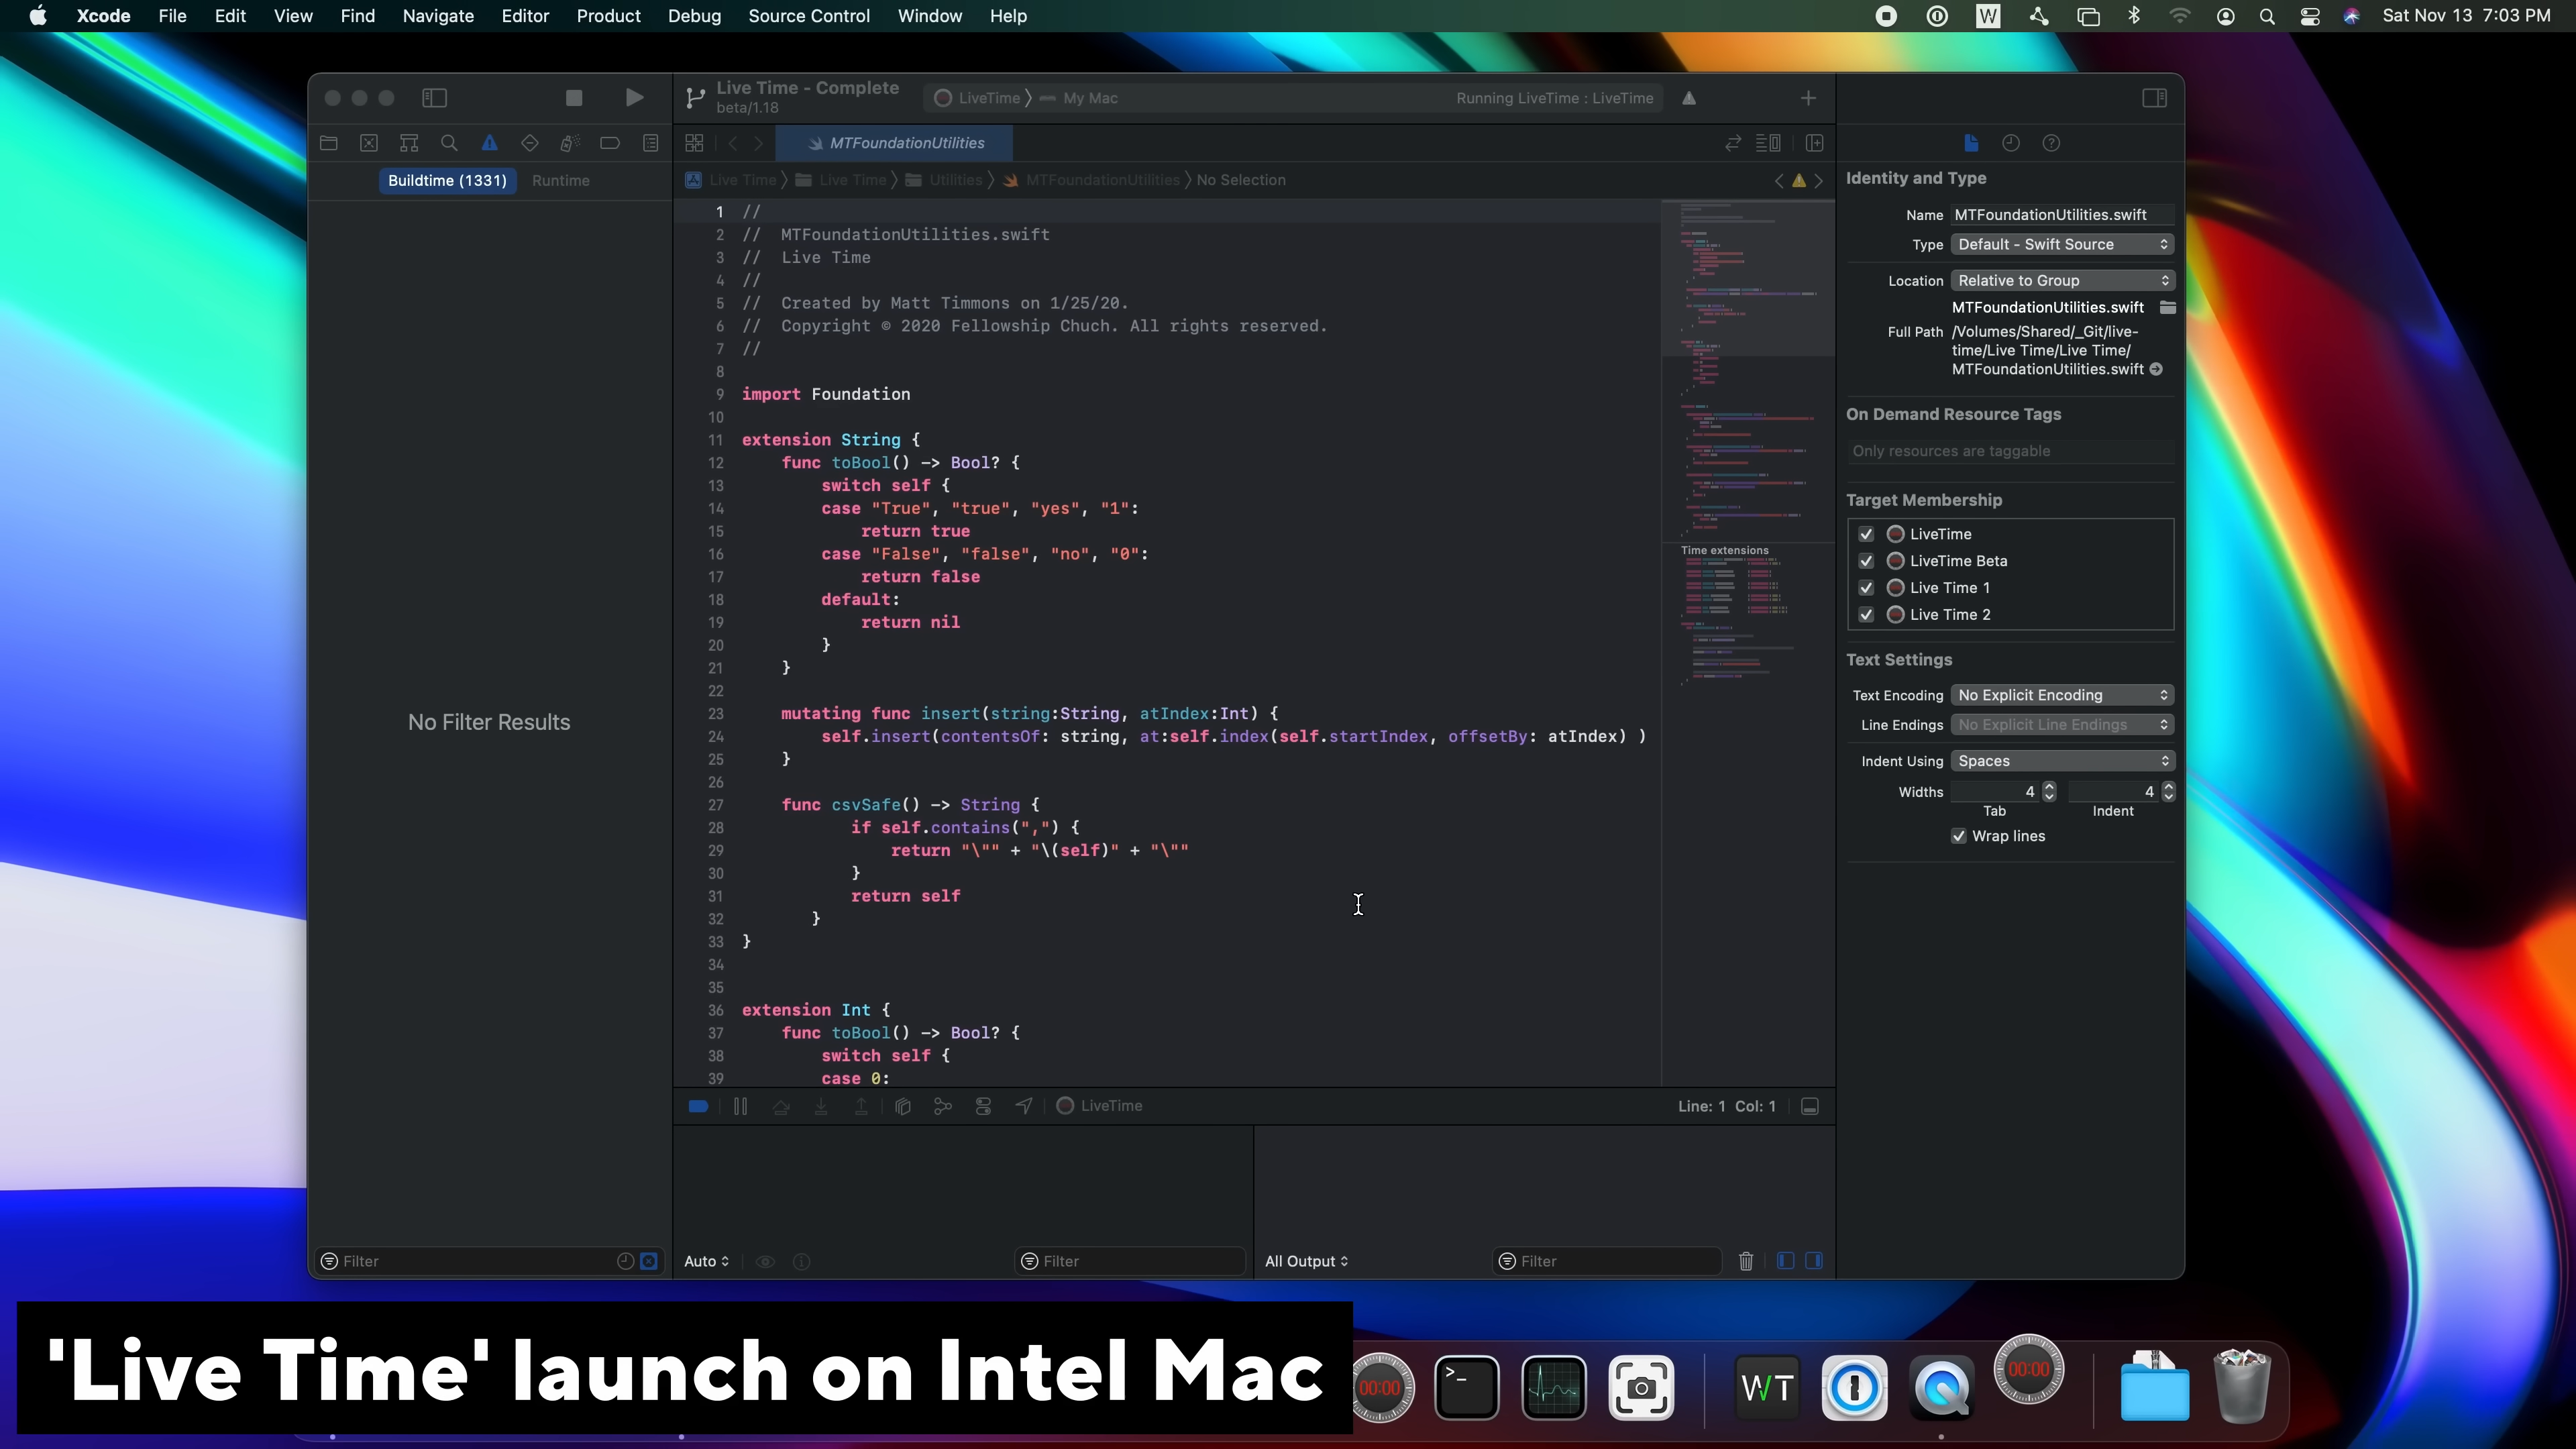 Xcode File Edit View Find Navigate Editor Product Debug Source Control Window Help
W
Sat Nov 13 7:03 PM
Live Time - Complete
beta/1.18
LiveTime 〉 My Mac
Running LiveTime : LiveTime
MTFoundationUtilities
Buildtime (1331) Runtime
Live Time 〉 Live Time 〉 Utilities 〉 MTFoundationUtilities 〉 No Selection
No Filter Results
1 //
2 //  MTFoundationUtilities.swift
3 //  Live Time
4 //
5 //  Created by Matt Timmons on 1/25/20.
6 //  Copyright © 2020 Fellowship Chuch. All rights reserved.
7 //
8
9 import Foundation
10
11 extension String {
12     func toBool() -> Bool? {
13         switch self {
14         case "True", "true", "yes", "1":
15             return true
16         case "False", "false", "no", "0":
17             return false
18         default:
19             return nil
20         }
21     }
22
23     mutating func insert(string:String, atIndex:Int) {
24         self.insert(contentsOf: string, at:self.index(self.startIndex, offsetBy: atIndex) )
25     }
26
27     func csvSafe() -> String {
28            if self.contains(",") {
29                return "\"" + "\(self)" + "\""
30            }
31            return self
32        }
33 }
34
35
36 extension Int {
37     func toBool() -> Bool? {
38         switch self {
39         case 0:
Time extensions
LiveTime
Line: 1 Col: 1
Filter
Auto
Filter
All Output
Filter
Identity and Type
Name MTFoundationUtilities.swift
Type Default - Swift Source
Location Relative to Group
MTFoundationUtilities.swift
Full Path /Volumes/Shared/_Git/live-
time/Live Time/Live Time/
MTFoundationUtilities.swift
On Demand Resource Tags
Only resources are taggable
Target Membership
LiveTime
LiveTime Beta
Live Time 1
Live Time 2
Text Settings
Text Encoding No Explicit Encoding
Line Endings No Explicit Line Endings
Indent Using Spaces
Widths 4 4
Tab Indent
Wrap lines
'Live Time' launch on Intel Mac
00:00
>_
WT
00:00